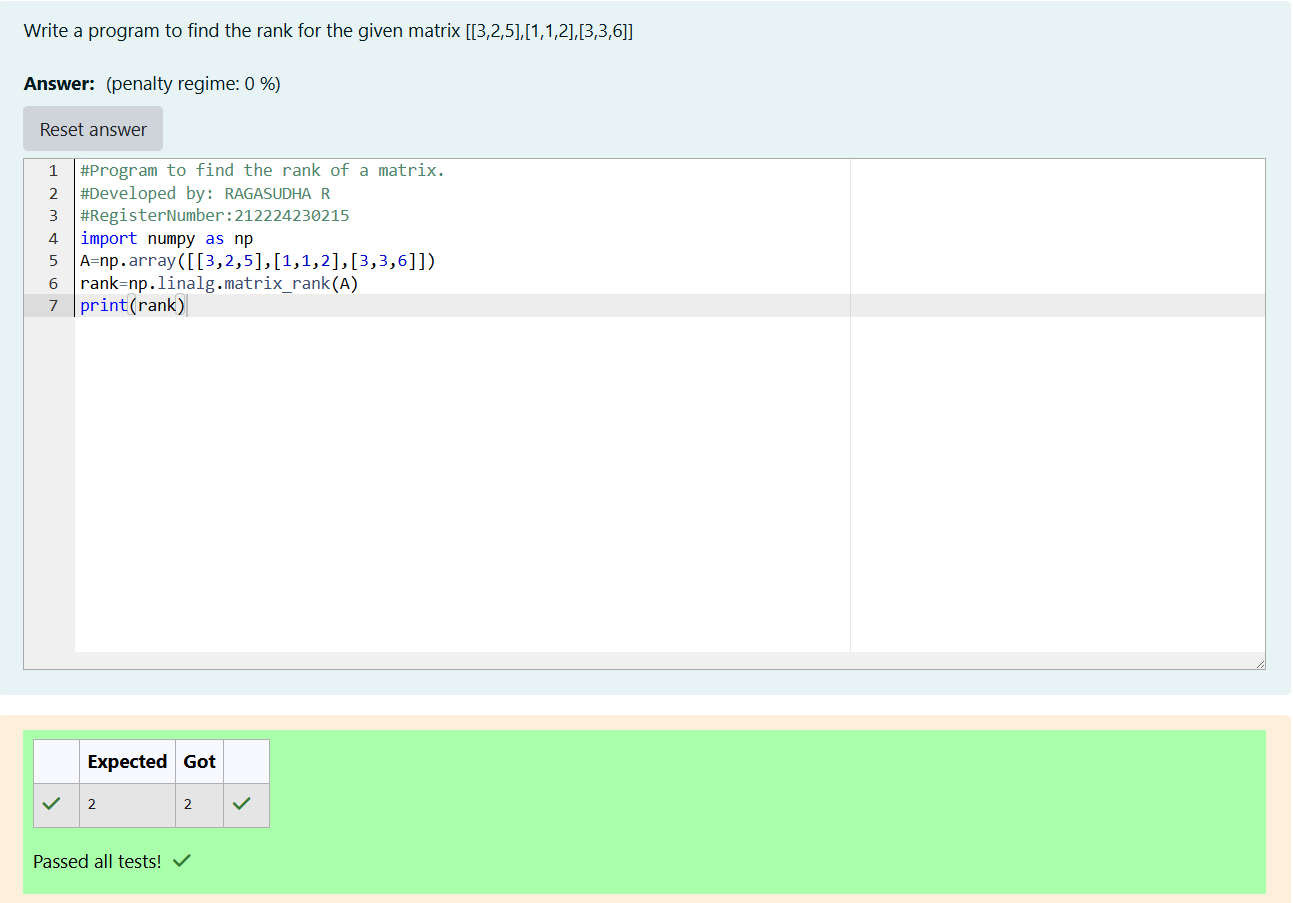 Write a program to find the rank for the given matrix [[3,2,5],[1,1,2],[3,3,6]]
Answer: (penalty regime: 0 %)
Reset answer
1 #Program to find the rank of a matrix.
2 #Developed by: RAGASUDHA R
3 #RegisterNumber:212224230215
4 import numpy as np
5 A=np.array([[3,2,5],[1,1,2],[3,3,6]])
6 rank=np.linalg.matrix_rank(A)
7 print(rank)
Expected Got
2 2
Passed all tests!